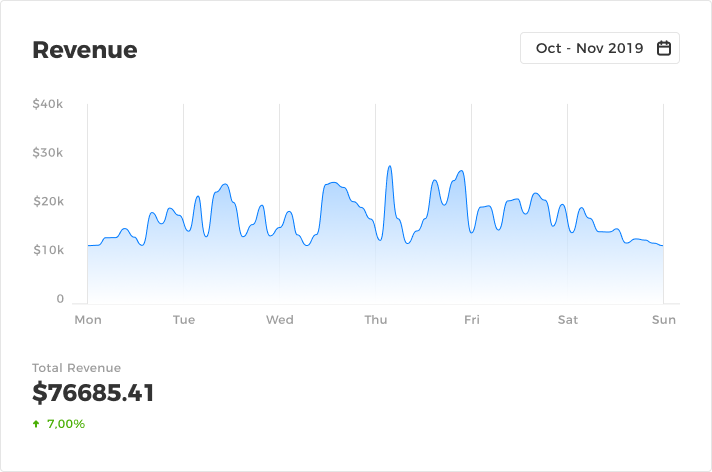 Revenue
Oct - Nov 2019
$40k
$30k
$20k
$10k
0
Mon Tue Wed Thu Fri Sat Sun
Total Revenue
$76685.41
7,00%